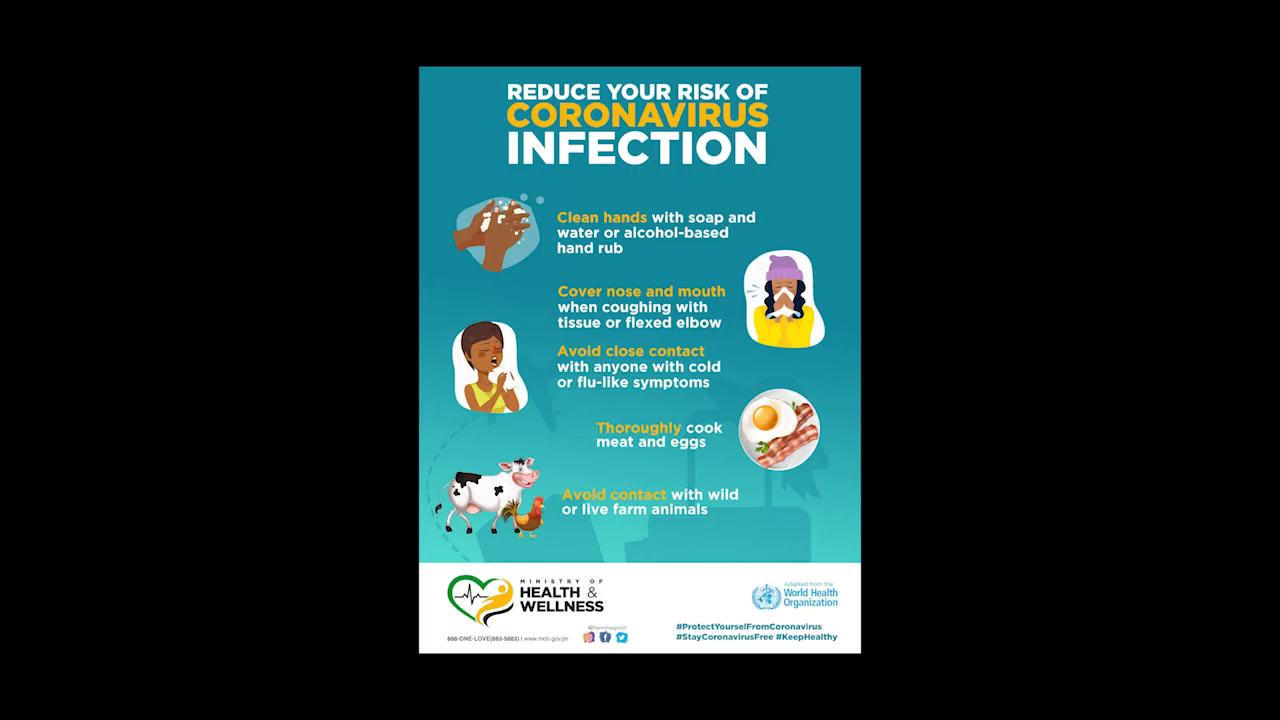 REDUCE YOUR RISK OF
CORONAVIRUS
INFECTION
Clean hands with soap and
water or alcohol-based
hand rub
Cover nose and mouth
when coughing with
tissue or flexed elbow
Avoid close contact
with anyone with cold
or flu-like symptoms
Thoroughly cook
meat and eggs
Avoid contact with wild
or live farm animals
MINISTRY OF
HEALTH &
WELLNESS
Adapted from the
World Health
Organization
#ProtectYourselFromCoronavirus
#StayCoronavirusFree #KeepHealthy
888-ONE-LOVE(663-5683) | www.moh.gov.jm